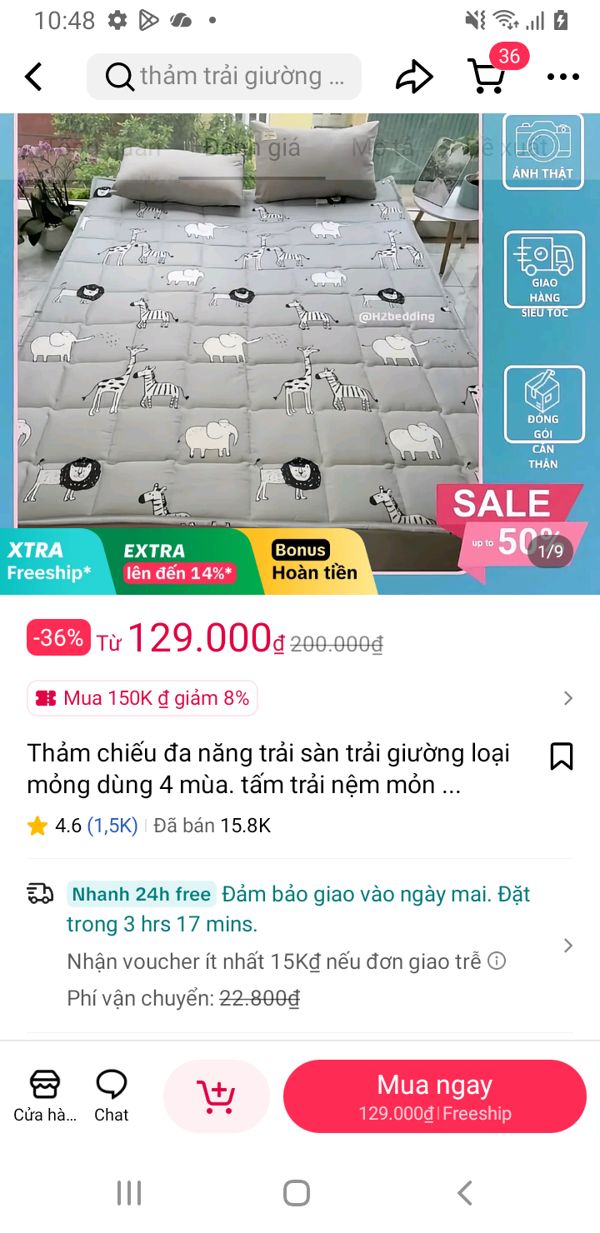 10:48
36
thảm trải giường ...
Đánh giá
Mô tả
ẢNH THẬT
GIAO
HÀNG
SIÊU TỐC
@H2bedding
ĐÓNG
GÓI
CẨN
THẬN
SALE
up to 50%
1/9
XTRA
Freeship*
EXTRA
lên đến 14%*
Bonus
Hoàn tiền
-36% Từ 129.000₫ 200.000₫
Mua 150K ₫ giảm 8%
Thảm chiếu đa năng trải sàn trải giường loại
mỏng dùng 4 mùa. tấm trải nệm mỏn ...
4.6 (1,5K) Đã bán 15.8K
Nhanh 24h free Đảm bảo giao vào ngày mai. Đặt
trong 3 hrs 17 mins.
Nhận voucher ít nhất 15K₫ nếu đơn giao trễ
Phí vận chuyển: 22.800₫
Cửa hà...
Chat
Mua ngay
129.000₫ | Freeship